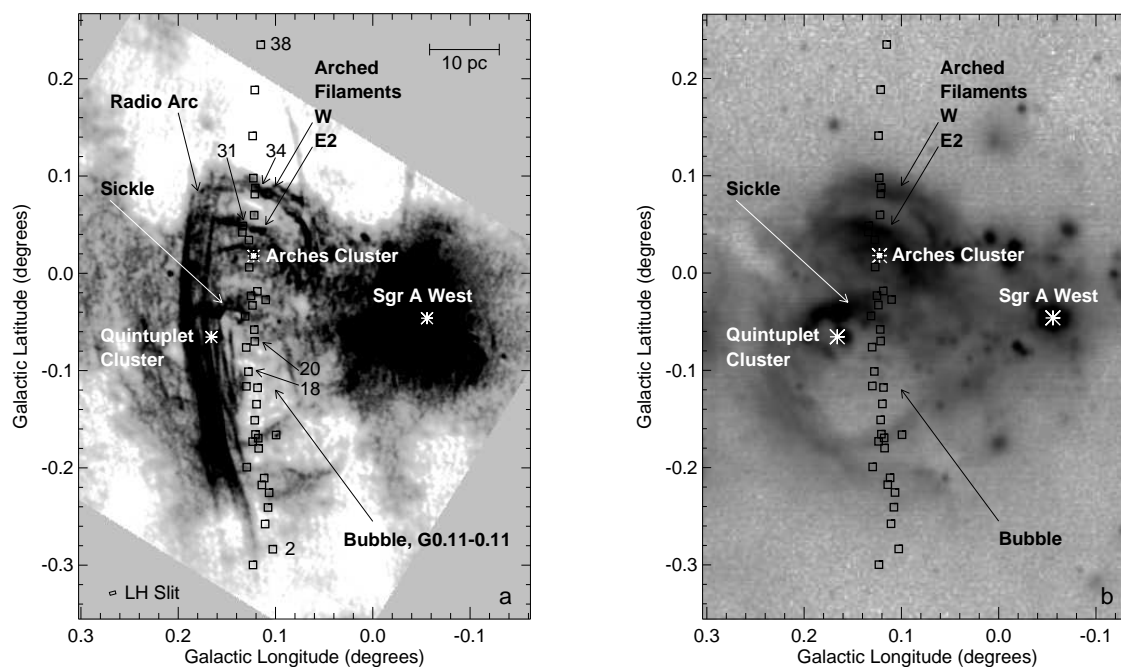 38
10 pc
Arched
Filaments
W
E2
Radio Arc
31
34
Sickle
Arches Cluster
Sgr A West
Quintuplet
Cluster
20
18
Bubble, G0.11-0.11
2
LH Slit
a
0.2
0.1
0.0
-0.1
-0.2
-0.3
Galactic Latitude (degrees)
0.3
0.2
0.1
0.0
-0.1
Galactic Longitude (degrees)
Arched
Filaments
W
E2
Sickle
Arches Cluster
Sgr A West
Quintuplet
Cluster
Bubble
b
0.2
0.1
0.0
-0.1
-0.2
-0.3
Galactic Latitude (degrees)
0.3
0.2
0.1
0.0
-0.1
Galactic Longitude (degrees)